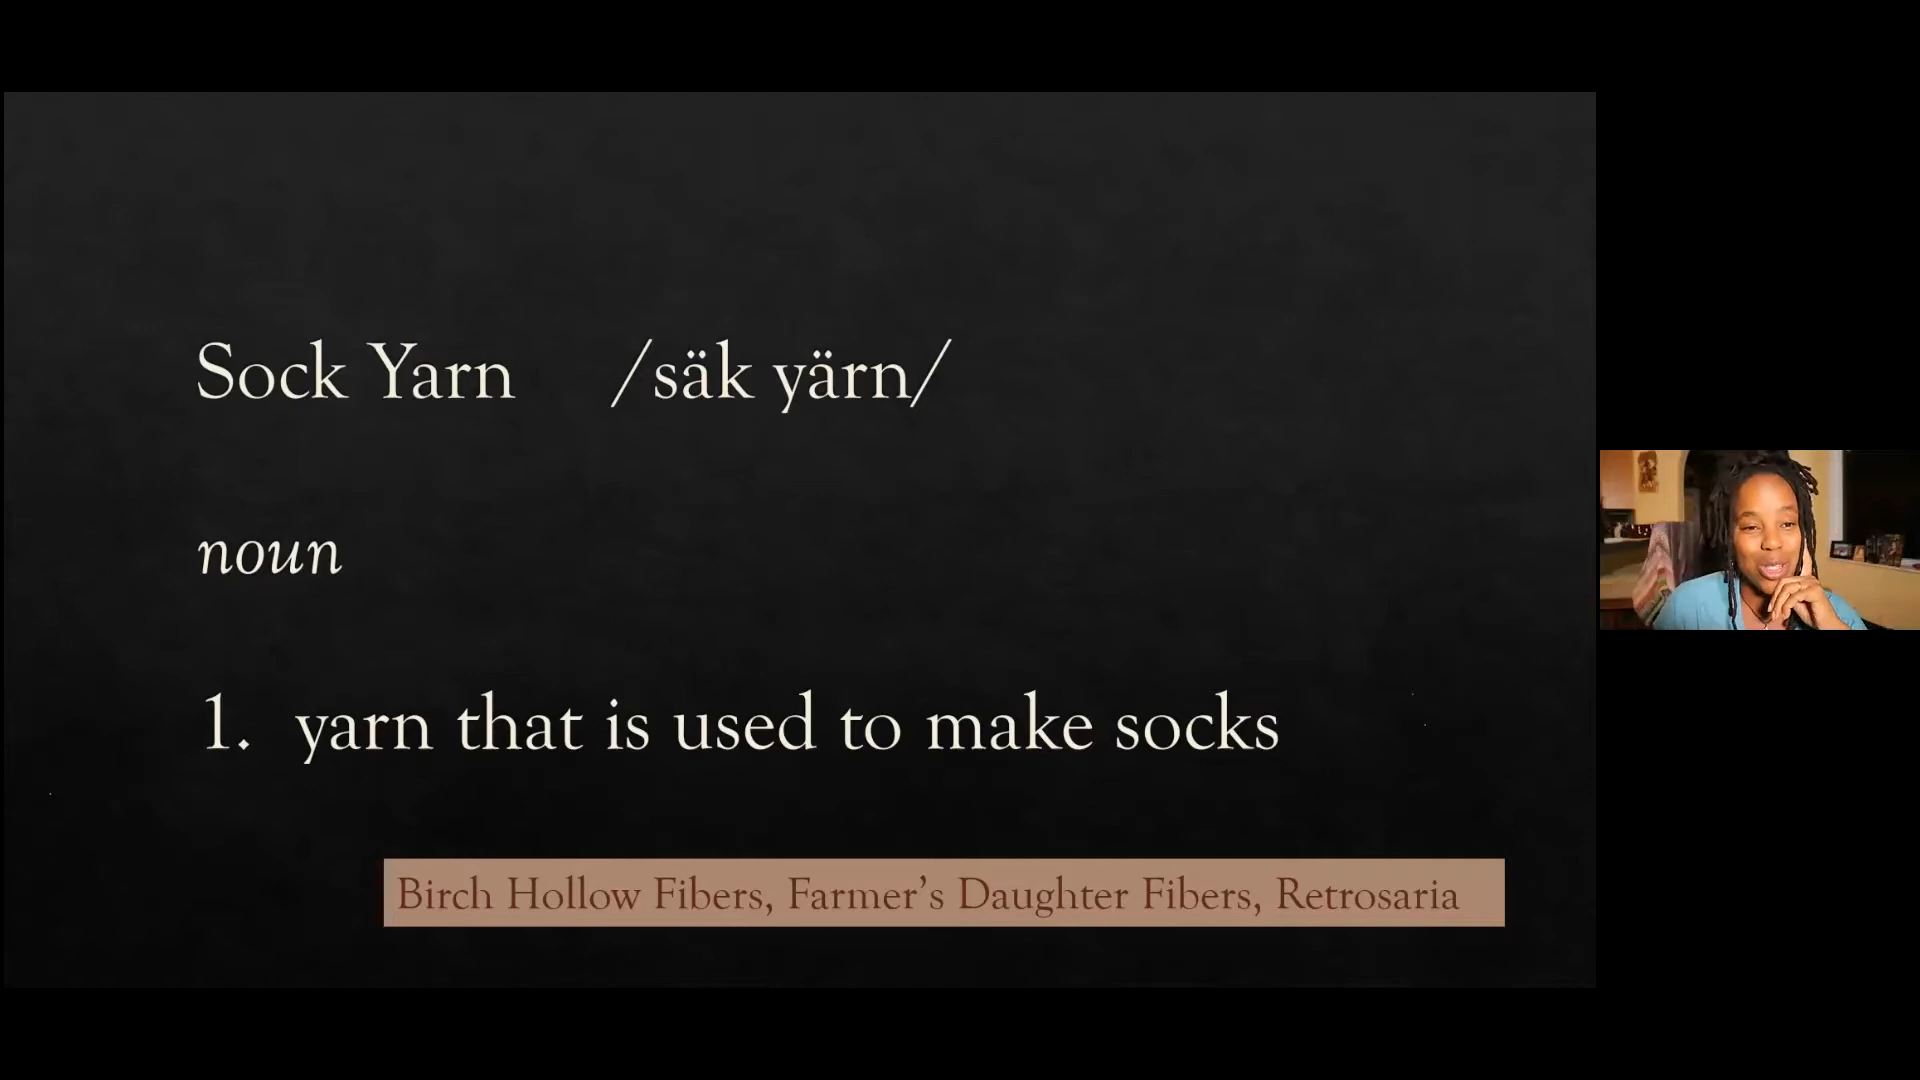 Sock Yarn /säk yärn/
noun
1. yarn that is used to make socks
Birch Hollow Fibers, Farmer’s Daughter Fibers, Retrosaria